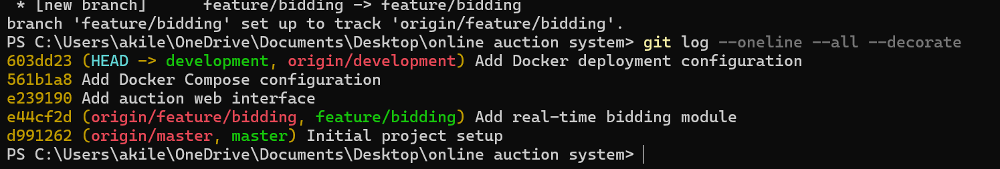 * [new branch]      feature/bidding -> feature/bidding
branch 'feature/bidding' set up to track 'origin/feature/bidding'.
PS C:\Users\akile\OneDrive\Documents\Desktop\online auction system> git log --oneline --all --decorate
603dd23 (HEAD -> development, origin/development) Add Docker deployment configuration
561b1a8 Add Docker Compose configuration
e239190 Add auction web interface
e44cf2d (origin/feature/bidding, feature/bidding) Add real-time bidding module
d991262 (origin/master, master) Initial project setup
PS C:\Users\akile\OneDrive\Documents\Desktop\online auction system>